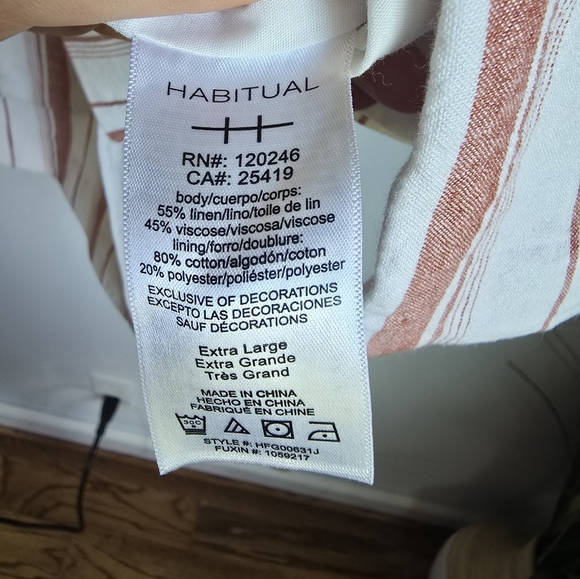 HABITUAL
RN#: 120246
CA#: 25419
body/cuerpo/corps:
55% linen/lino/toile de lin
45% viscose/viscosa/viscose
lining/forro/doublure:
80% cotton/algodón/coton
20% polyester/poliéster/polyester
EXCLUSIVE OF DECORATIONS
EXCEPTO LAS DECORACIONES
SAUF DÉCORATIONS
Extra Large
Extra Grande
Très Grand
MADE IN CHINA
HECHO EN CHINA
FABRIQUÉ EN CHINE
30C
STYLE #: HFG00631J
FUXIN #: 1059217